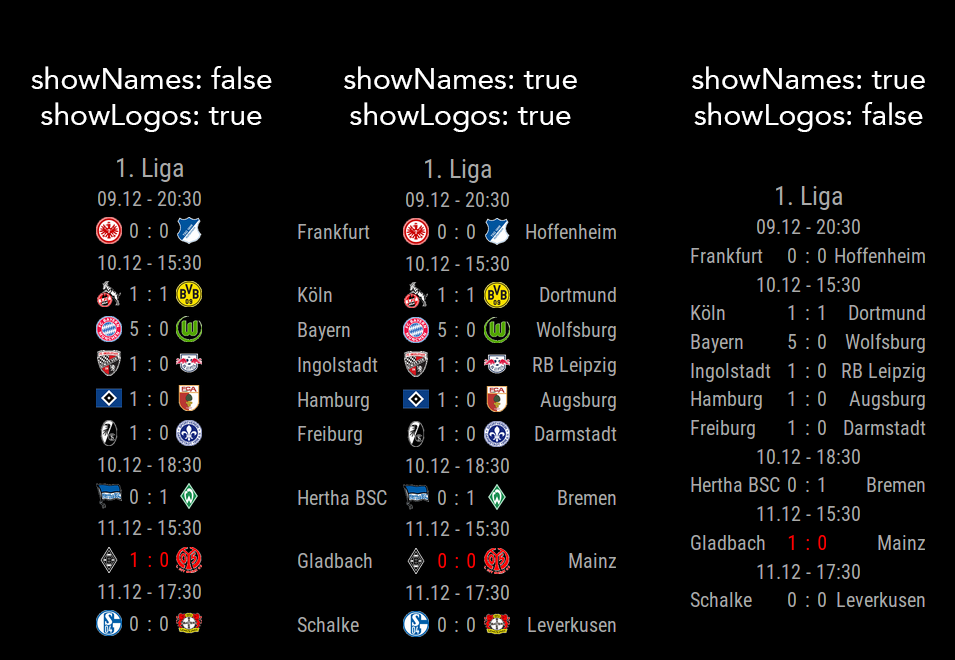 showNames: false
showLogos: true
1. Liga
09.12 - 20:30
0 : 0
10.12 - 15:30
1 : 1
5 : 0
1 : 0
1 : 0
1 : 0
10.12 - 18:30
0 : 1
11.12 - 15:30
1 : 0
11.12 - 17:30
0 : 0
showNames: true
showLogos: true
1. Liga
09.12 - 20:30
Frankfurt 0 : 0 Hoffenheim
10.12 - 15:30
Köln 1 : 1 Dortmund
Bayern 5 : 0 Wolfsburg
Ingolstadt 1 : 0 RB Leipzig
Hamburg 1 : 0 Augsburg
Freiburg 1 : 0 Darmstadt
10.12 - 18:30
Hertha BSC 0 : 1 Bremen
11.12 - 15:30
Gladbach 0 : 0 Mainz
11.12 - 17:30
Schalke 0 : 0 Leverkusen
showNames: true
showLogos: false
1. Liga
09.12 - 20:30
Frankfurt 0 : 0 Hoffenheim
10.12 - 15:30
Köln 1 : 1 Dortmund
Bayern 5 : 0 Wolfsburg
Ingolstadt 1 : 0 RB Leipzig
Hamburg 1 : 0 Augsburg
Freiburg 1 : 0 Darmstadt
10.12 - 18:30
Hertha BSC 0 : 1 Bremen
11.12 - 15:30
Gladbach 1 : 0 Mainz
11.12 - 17:30
Schalke 0 : 0 Leverkusen